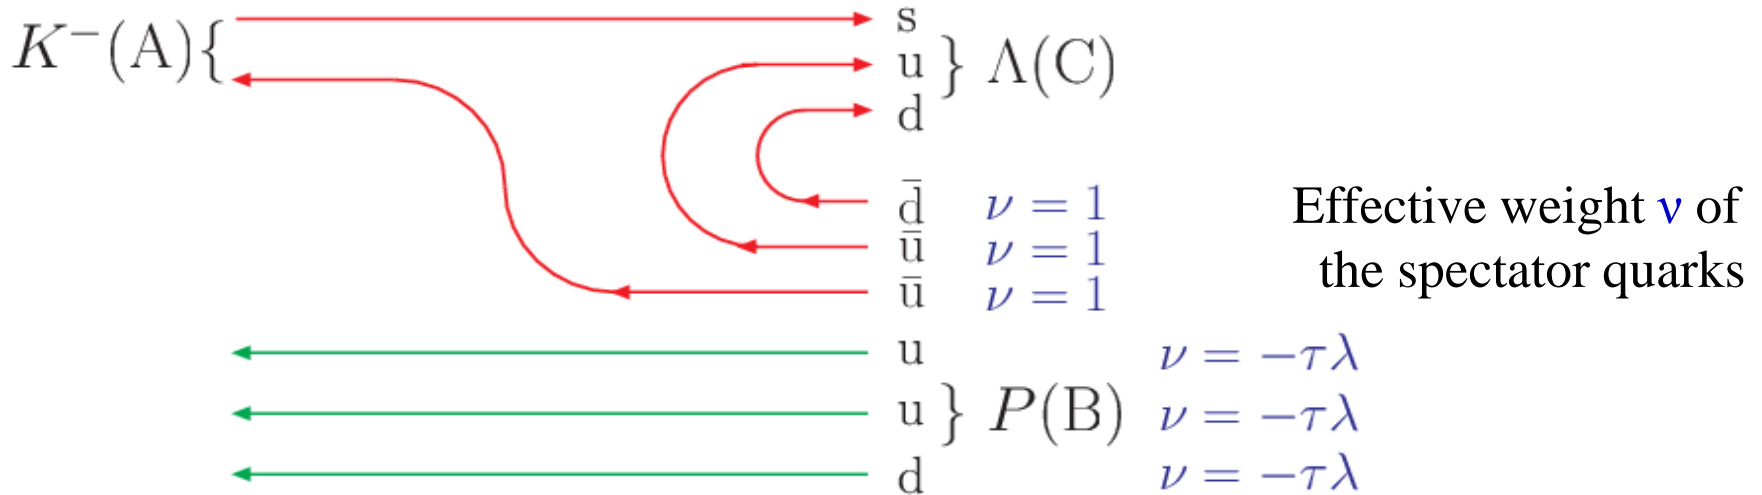 s
K⁻(A){ u } Λ(C)
d
d̄ ν = 1
ū ν = 1
ū ν = 1
Effective weight ν of
the spectator quarks
u ν = −τλ
u } P(B) ν = −τλ
d ν = −τλ